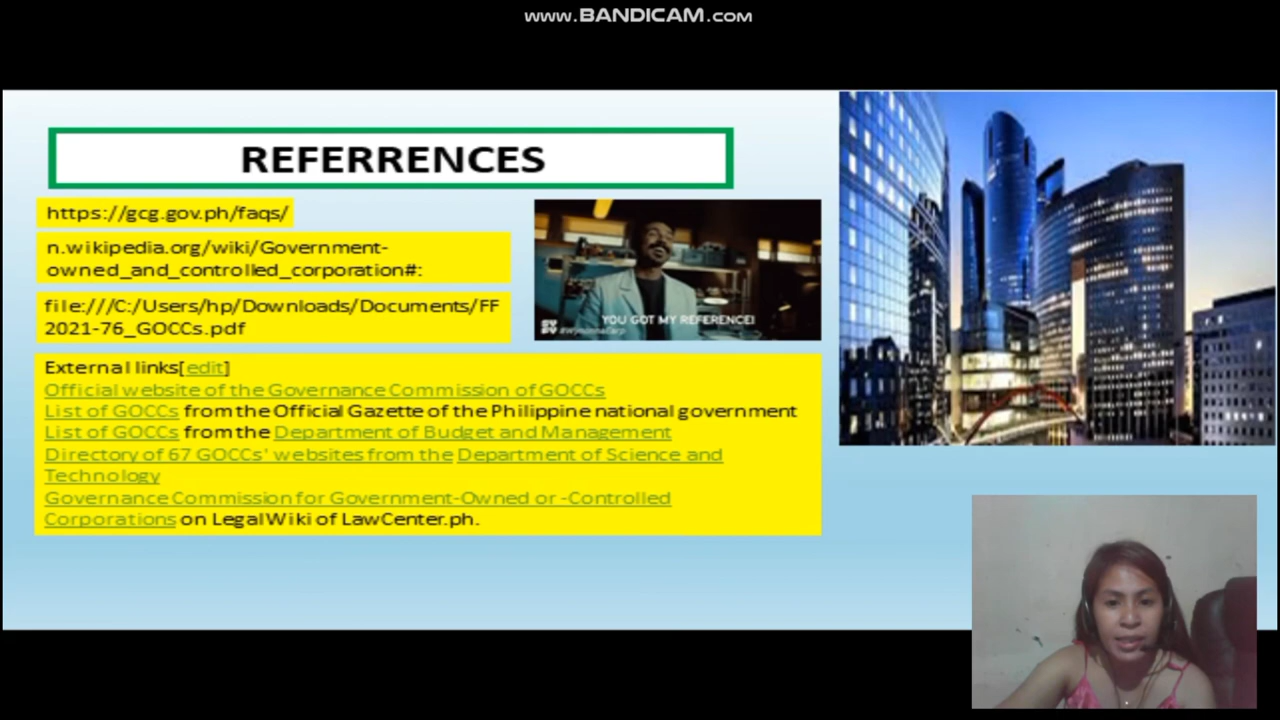 www.BANDICAM.com
REFERRENCES
https://gcg.gov.ph/faqs/
n.wikipedia.org/wiki/Government-
owned_and_controlled_corporation#:
file:///C:/Users/hp/Downloads/Documents/FF
2021-76_GOCCs.pdf
YOU GOT MY REFERENCE!
External links[edit]
Official website of the Governance Commission of GOCCs
List of GOCCs from the Official Gazette of the Philippine national government
List of GOCCs from the Department of Budget and Management
Directory of 67 GOCCs' websites from the Department of Science and
Technology
Governance Commission for Government-Owned or -Controlled
Corporations on LegalWiki of LawCenter.ph.